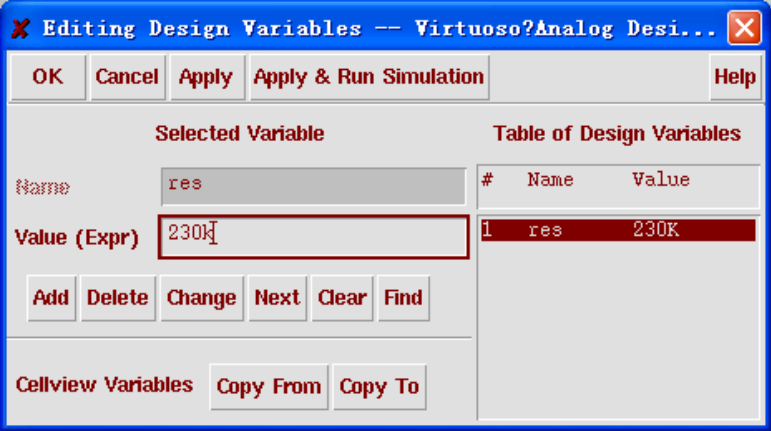 Editing Design Variables -- Virtuoso?Analog Desi...
OK Cancel Apply Apply & Run Simulation Help
Selected Variable
Name res
Value (Expr) 230k
Add Delete Change Next Clear Find
Cellview Variables Copy From Copy To
Table of Design Variables
# Name Value
1 res 230K